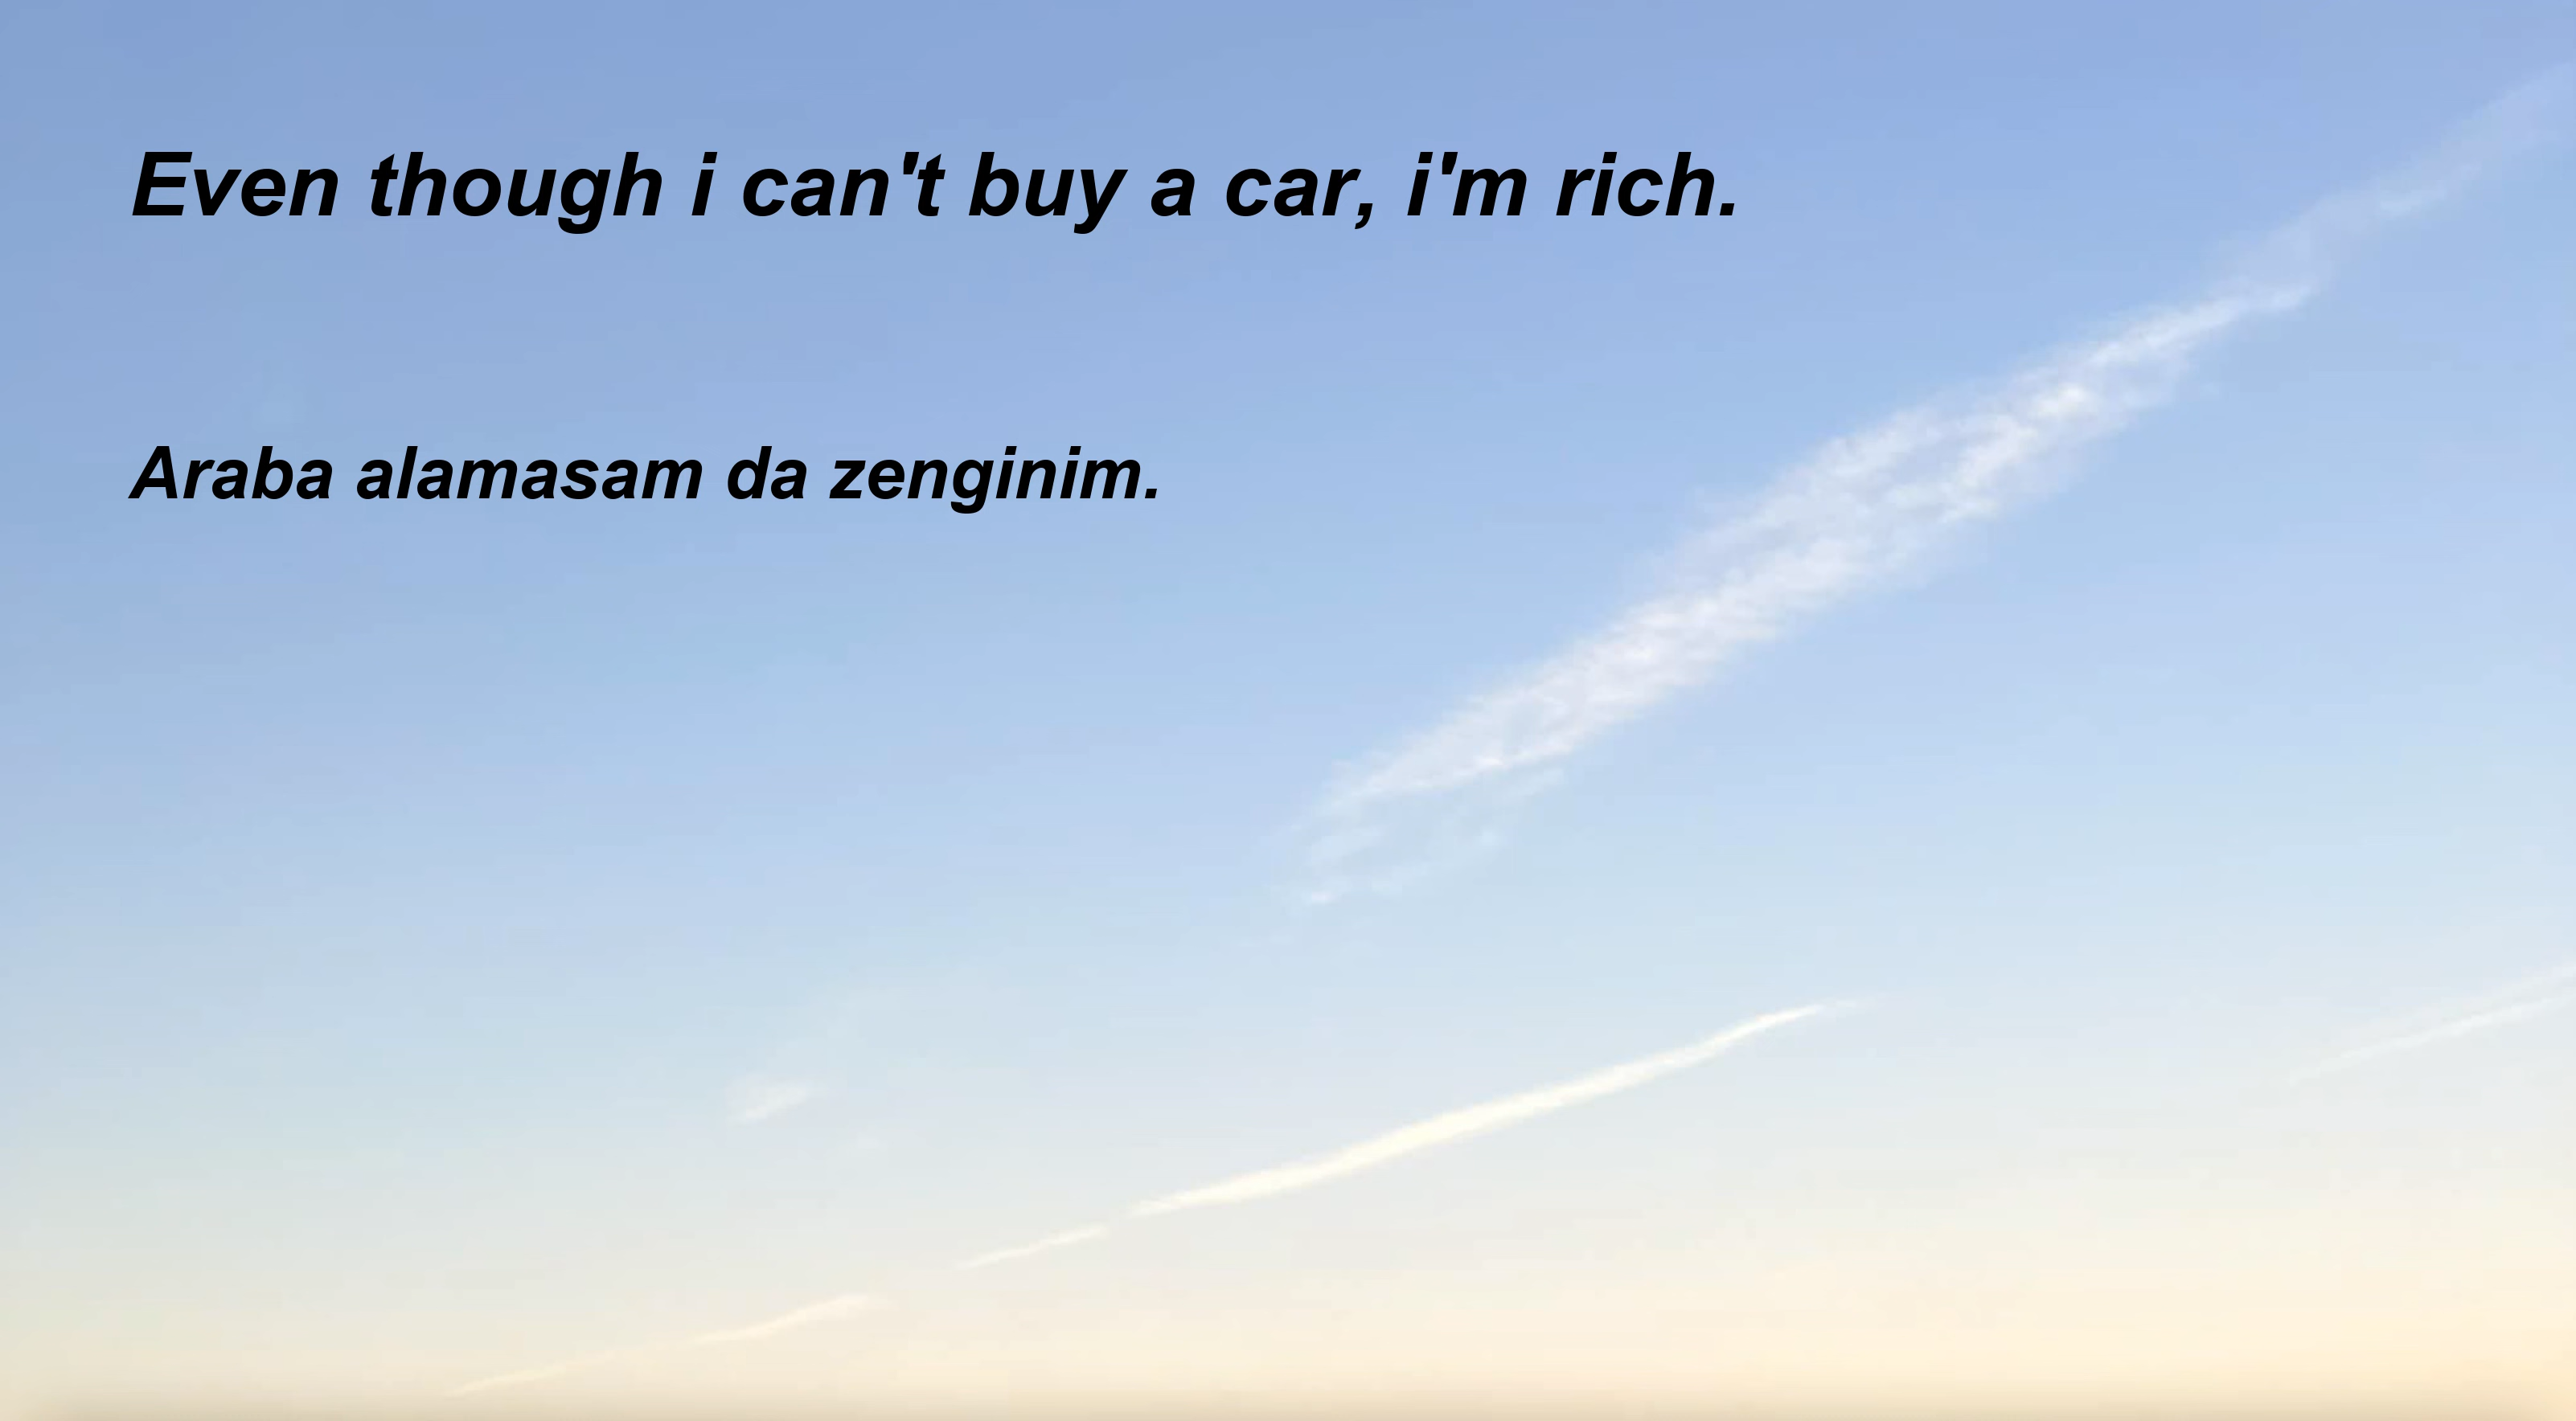 Even though i can't buy a car, i'm rich.
Araba alamasam da zenginim.